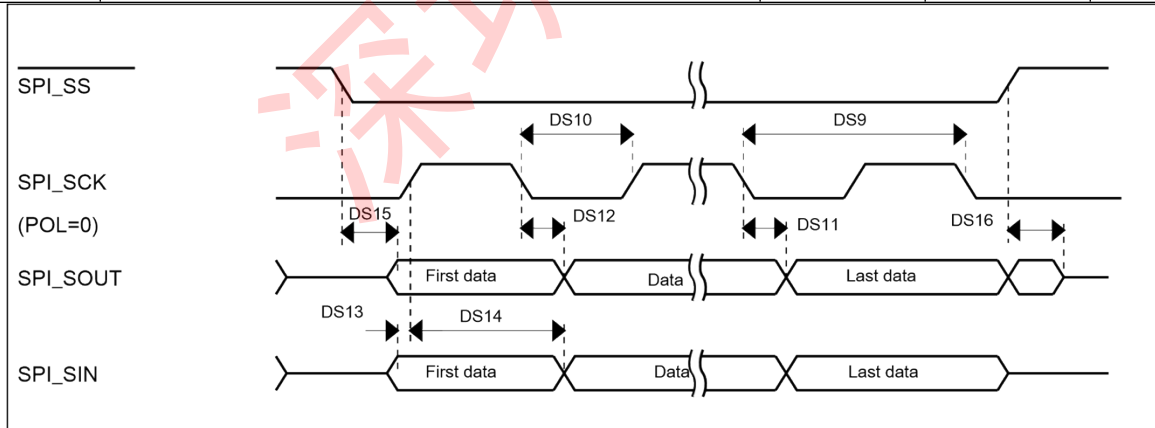 SPI_SS
DS10
DS9
SPI_SCK
(POL=0)
DS15
DS12
DS11
DS16
SPI_SOUT
First data
Data
Last data
DS13
DS14
SPI_SIN
First data
Data
Last data
深